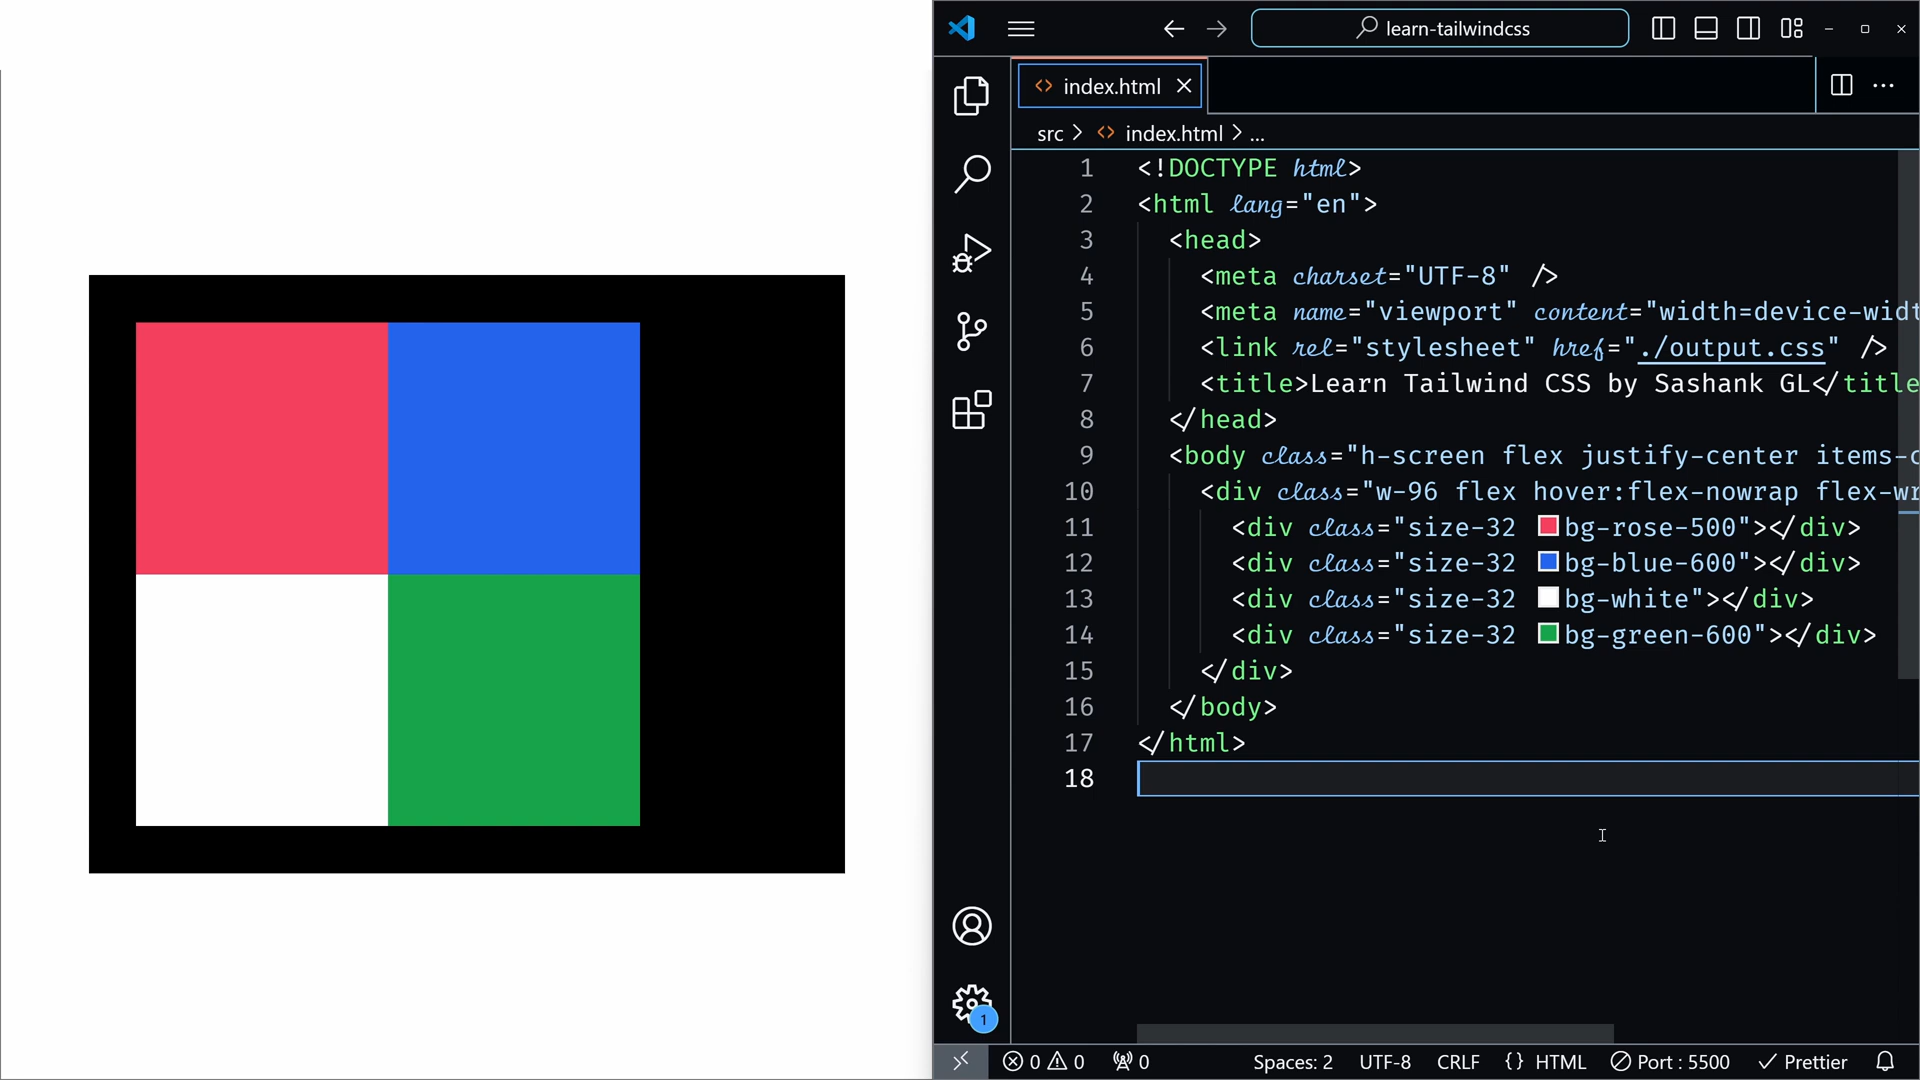 learn-tailwindcss
index.html
src > index.html > ...
1 <!DOCTYPE html>
2 <html lang="en">
3 <head>
4 <meta charset="UTF-8" />
5 <meta name="viewport" content="width=device-widt
6 <link rel="stylesheet" href="./output.css" />
7 <title>Learn Tailwind CSS by Sashank GL</title
8 </head>
9 <body class="h-screen flex justify-center items-c
10 <div class="w-96 flex hover:flex-nowrap flex-wr
11 <div class="size-32 bg-rose-500"></div>
12 <div class="size-32 bg-blue-600"></div>
13 <div class="size-32 bg-white"></div>
14 <div class="size-32 bg-green-600"></div>
15 </div>
16 </body>
17 </html>
18
1
0 0 0 Spaces: 2 UTF-8 CRLF {} HTML Port : 5500 Prettier